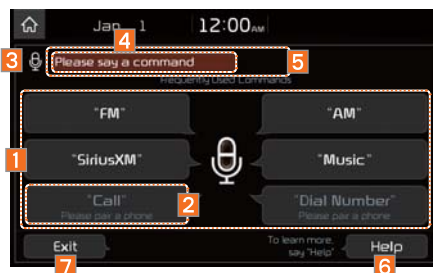 Jan. 1 12:00AM
4
3 Please say a command 5
Frequently Used Commands
"FM" "AM"
1 "SiriusXM" "Music"
"Call" 2 "Dial Number"
Please pair a phone Please pair a phone
Exit To learn more, Help
say "Help"
7 6